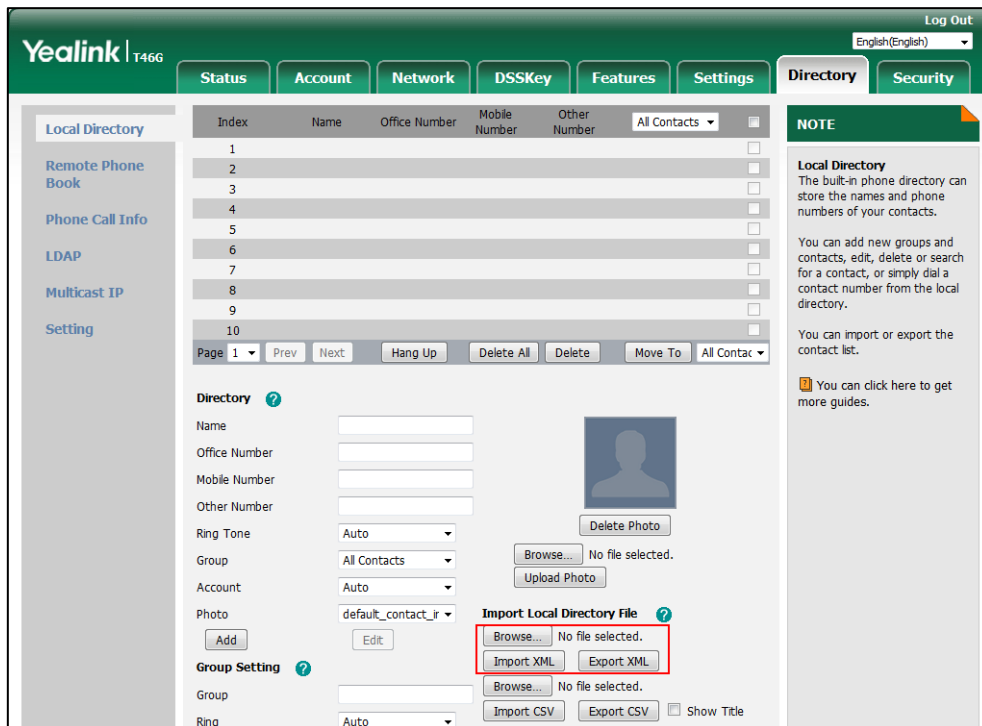 Log Out
Yealink T46G
English(English)
Status Account Network DSSKey Features Settings Directory Security
Local Directory
Remote Phone
Book
Phone Call Info
LDAP
Multicast IP
Setting
Index Name Office Number Mobile Number Other Number All Contacts
1
2
3
4
5
6
7
8
9
10
Page 1 Prev Next Hang Up Delete All Delete Move To All Contac
Directory ?
Name
Office Number
Mobile Number
Other Number
Ring Tone Auto
Group All Contacts
Account Auto
Photo default_contact_ir
Add Edit
Group Setting ?
Group
Ring Auto
Delete Photo
Browse... No file selected.
Upload Photo
Import Local Directory File ?
Browse... No file selected.
Import XML Export XML
Browse... No file selected.
Import CSV Export CSV Show Title
NOTE
Local Directory
The built-in phone directory can
store the names and phone
numbers of your contacts.
You can add new groups and
contacts, edit, delete or search
for a contact, or simply dial a
contact number from the local
directory.
You can import or export the
contact list.
? You can click here to get
more guides.